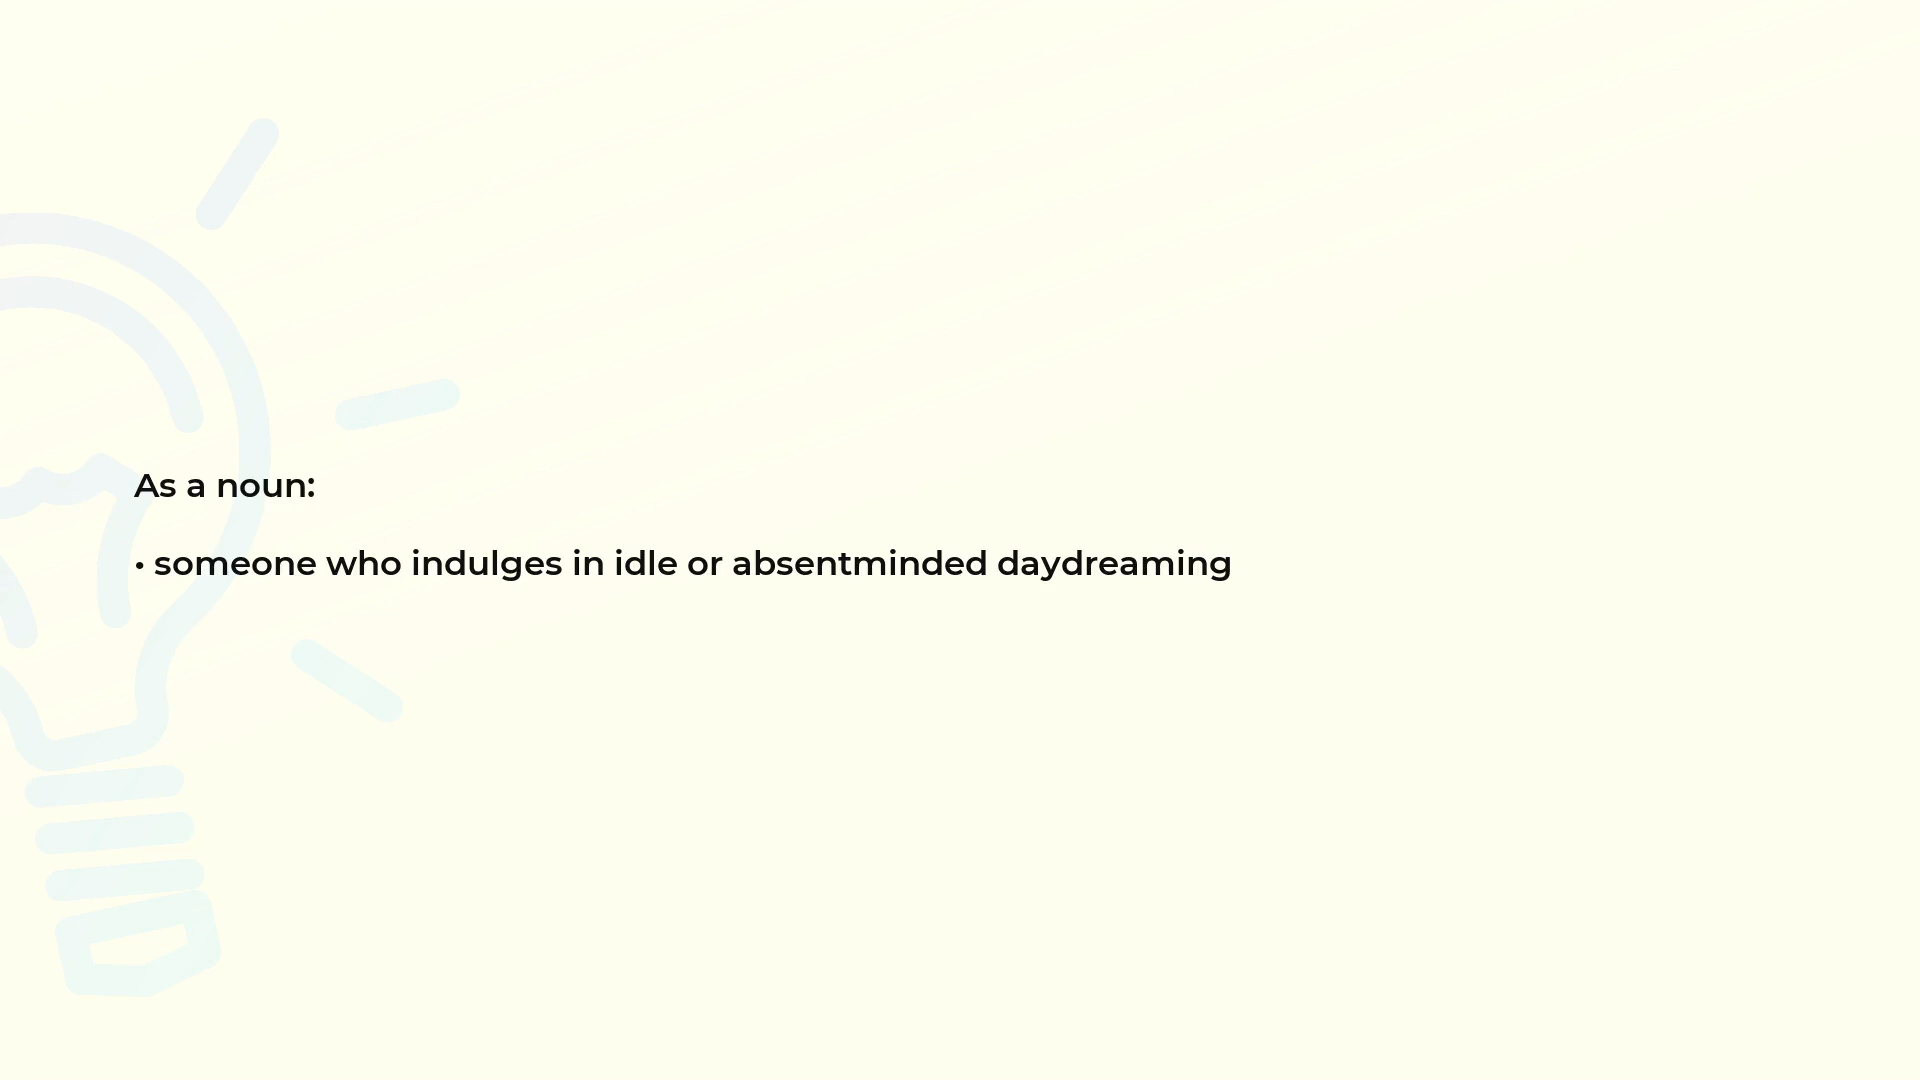 As a noun:
• someone who indulges in idle or absentminded daydreaming